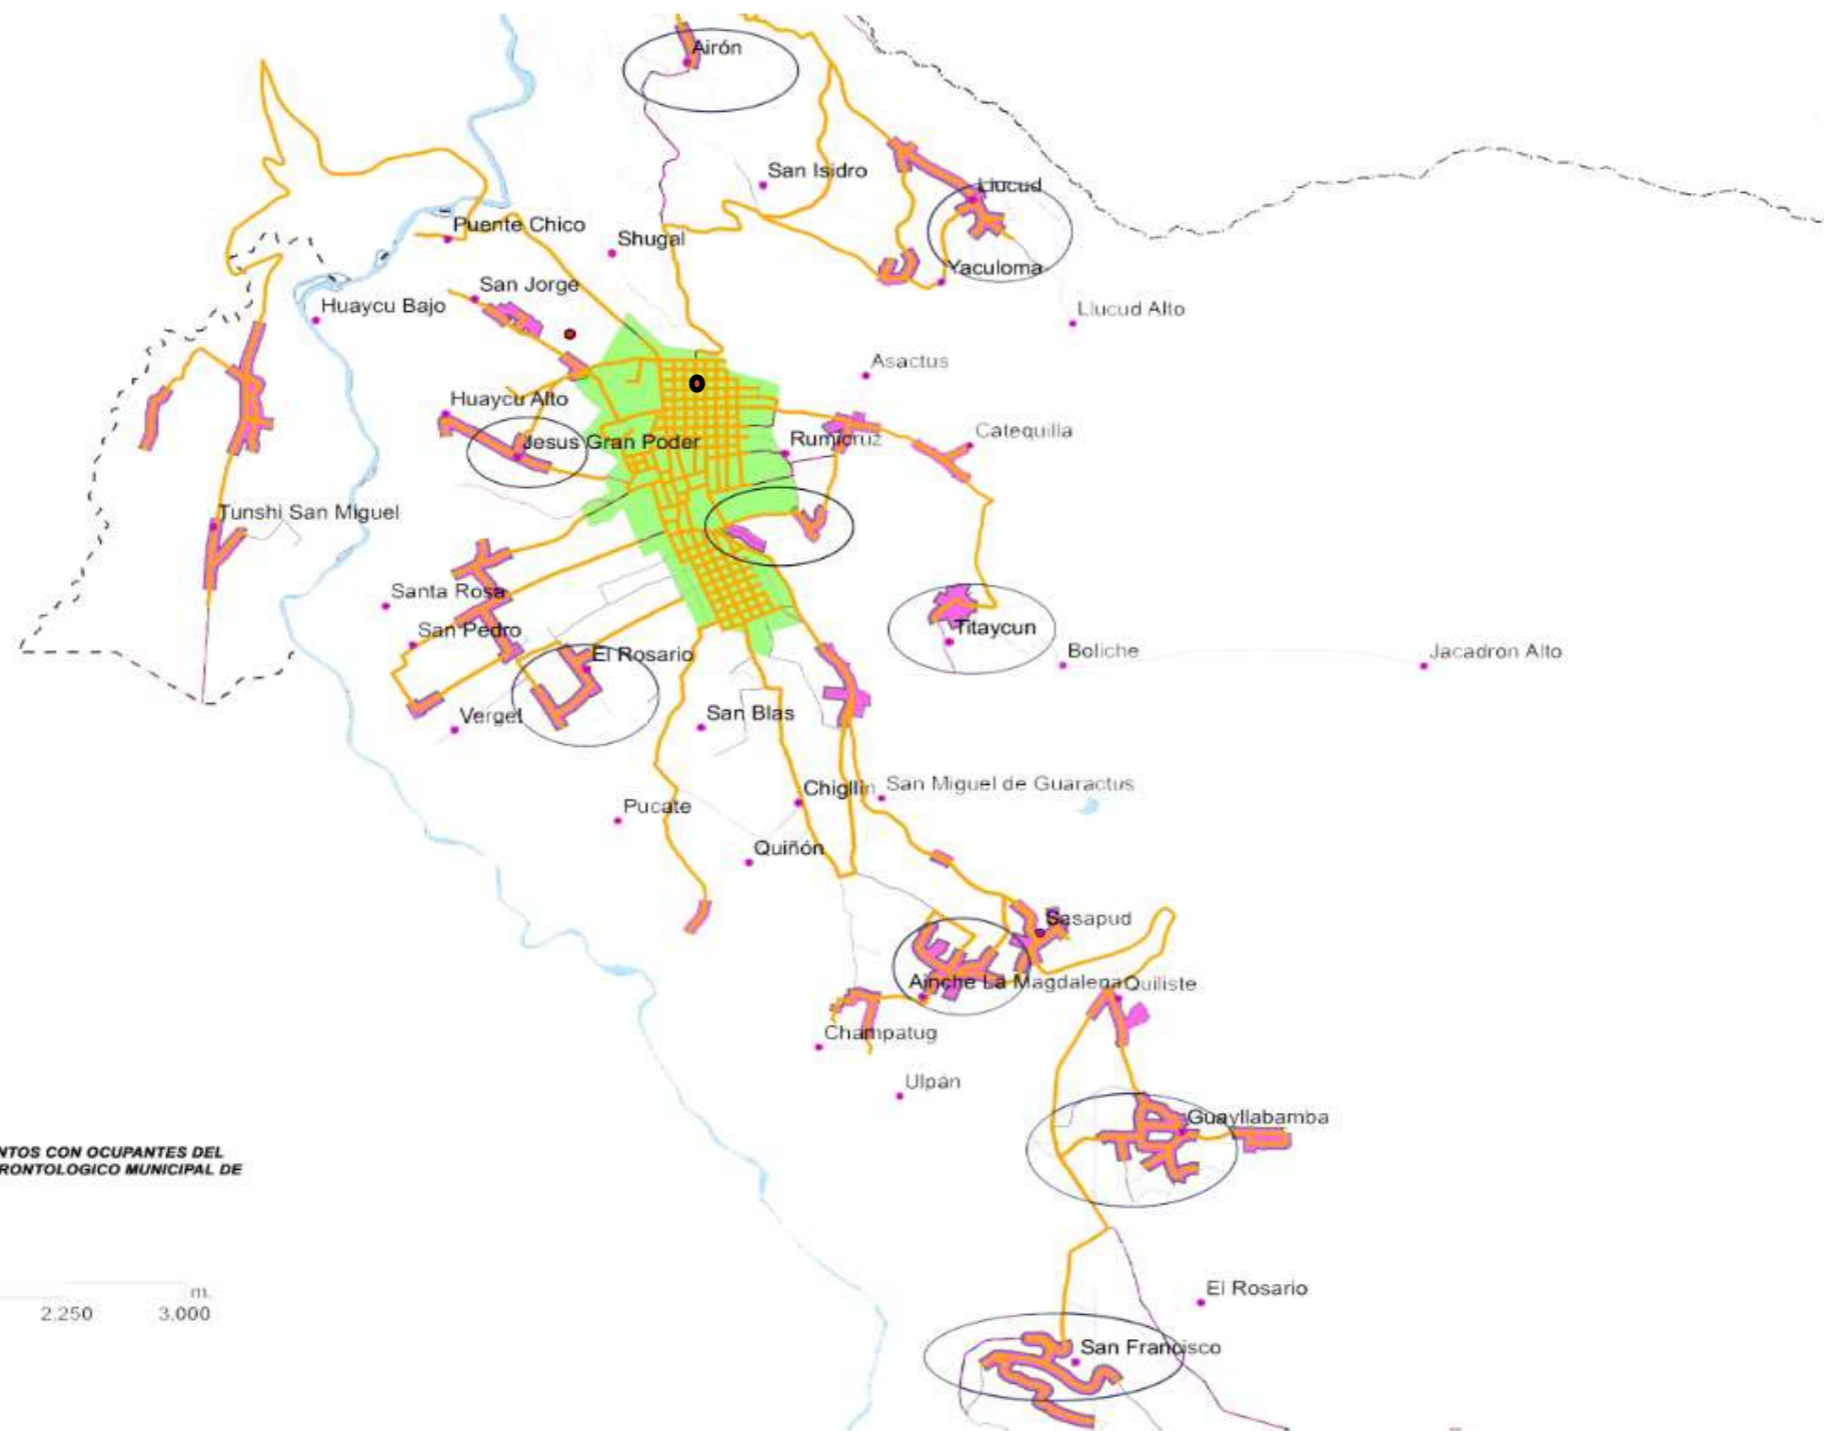 Airón
San Isidro
Llucud
Puente Chico
Shugal
Yaculoma
San Jorge
Huaycu Bajo
Llucud Alto
Asactus
Huaycu Alto
Jesus Gran Poder
Rumicruz
Catequilla
Tunshi San Miguel
Santa Rosa
San Pedro
Titaycun
El Rosario
Boliche
Jacadron Alto
Vergel
San Blas
Chigllin
San Miguel de Guaractus
Pucate
Quiñón
Sasapud
Ainche La Magdalena
Quiliste
Champatug
Ulpán
Guayllabamba
NTOS CON OCUPANTES DEL
RONTOLOGICO MUNICIPAL DE
El Rosario
m.
2.250 3.000
San Francisco